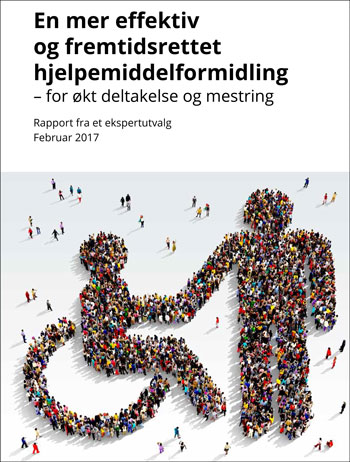 En mer effektiv
og fremtidsrettet
hjelpemiddelformidling
– for økt deltakelse og mestring
Rapport fra et ekspertutvalg
Februar 2017